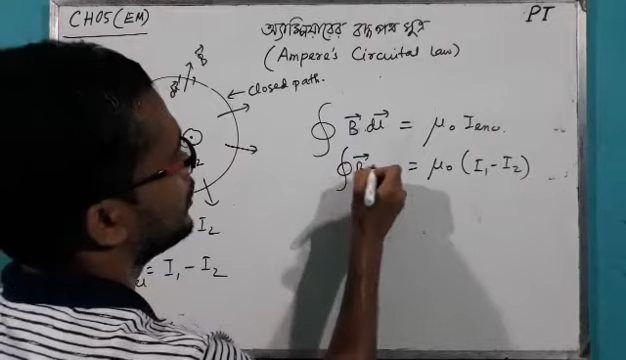 CH05(EM)
PT
অ্যাম্পিয়ারের বদ্ধপথ সূত্র
(Ampere's Circuital Law)
closed path.
∮ B⃗.dl⃗ = μ₀ Ienc.
∮ B⃗ = μ₀ (I₁-I₂)
I₂
= I₁ - I₂